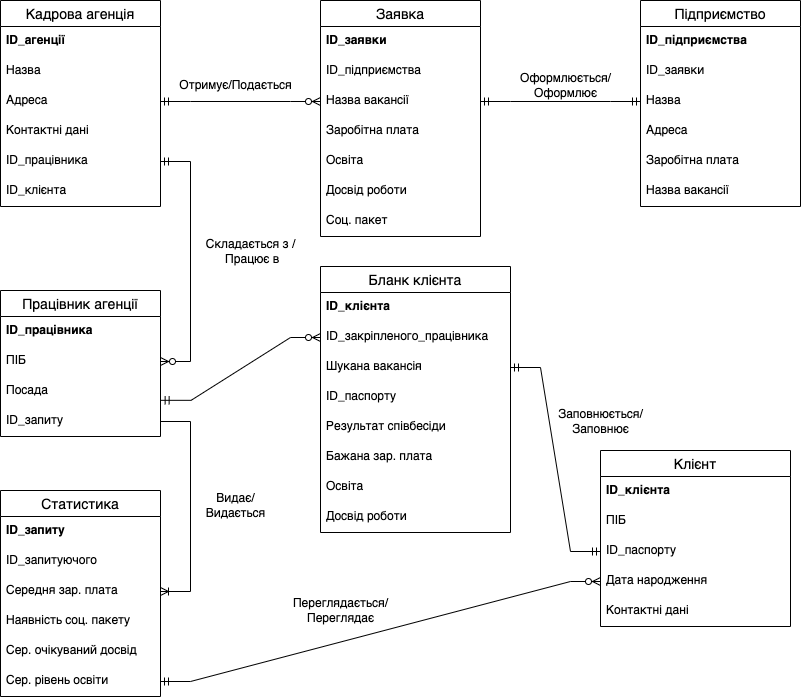 Кадрова агенція
ID_агенції
Назва
Адреса
Контактні дані
ID_працівника
ID_клієнта
Отримує/Подається
Заявка
ID_заявки
ID_підприємства
Назва вакансії
Заробітна плата
Освіта
Досвід роботи
Соц. пакет
Оформлюється/
Оформлює
Підприємство
ID_підприємства
ID_заявки
Назва
Адреса
Заробітна плата
Назва вакансії
Складається з /
Працює в
Працівник агенції
ID_працівника
ПІБ
Посада
ID_запиту
Бланк клієнта
ID_клієнта
ID_закріпленого_працівника
Шукана вакансія
ID_паспорту
Результат співбесіди
Бажана зар. плата
Освіта
Досвід роботи
Заповнюється/
Заповнює
Клієнт
ID_клієнта
ПІБ
ID_паспорту
Дата народження
Контактні дані
Видає/
Видається
Статистика
ID_запиту
ID_запитуючого
Середня зар. плата
Наявність соц. пакету
Сер. очікуваний досвід
Сер. рівень освіти
Переглядається/
Переглядає